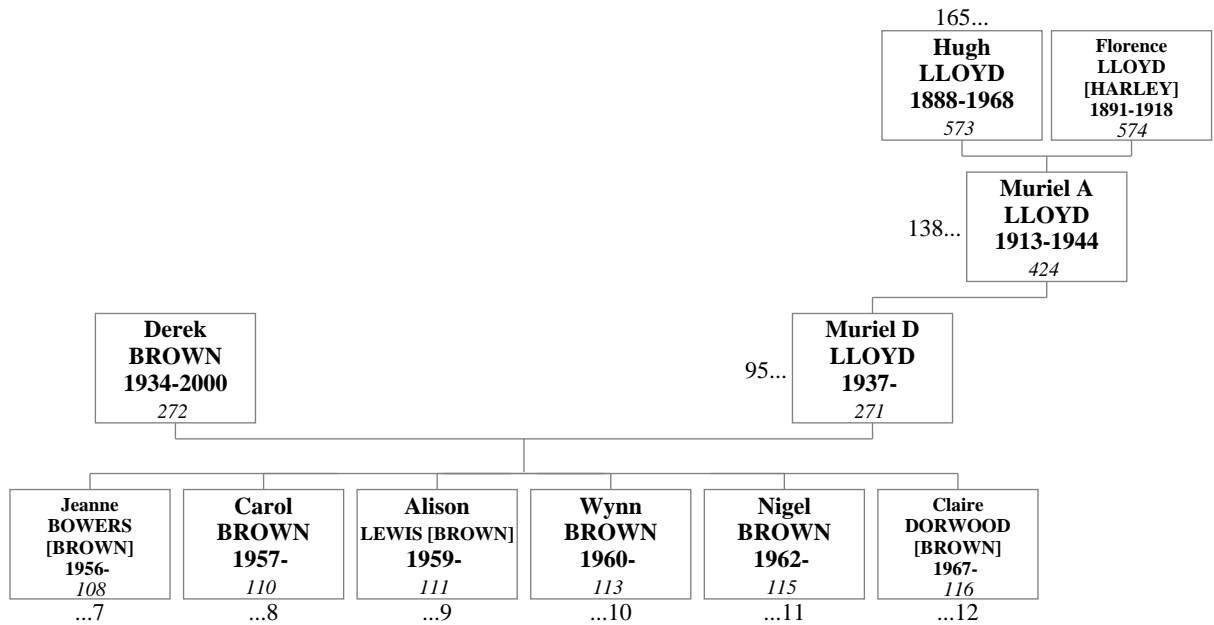 165...
Hugh
LLOYD
1888-1968
573
Florence
LLOYD
[HARLEY]
1891-1918
574
138...
Muriel A
LLOYD
1913-1944
424
Derek
BROWN
1934-2000
272
95...
Muriel D
LLOYD
1937-
271
Jeanne
BOWERS
[BROWN]
1956-
108
...7
Carol
BROWN
1957-
110
...8
Alison
LEWIS [BROWN]
1959-
111
...9
Wynn
BROWN
1960-
113
...10
Nigel
BROWN
1962-
115
...11
Claire
DORWOOD
[BROWN]
1967-
116
...12